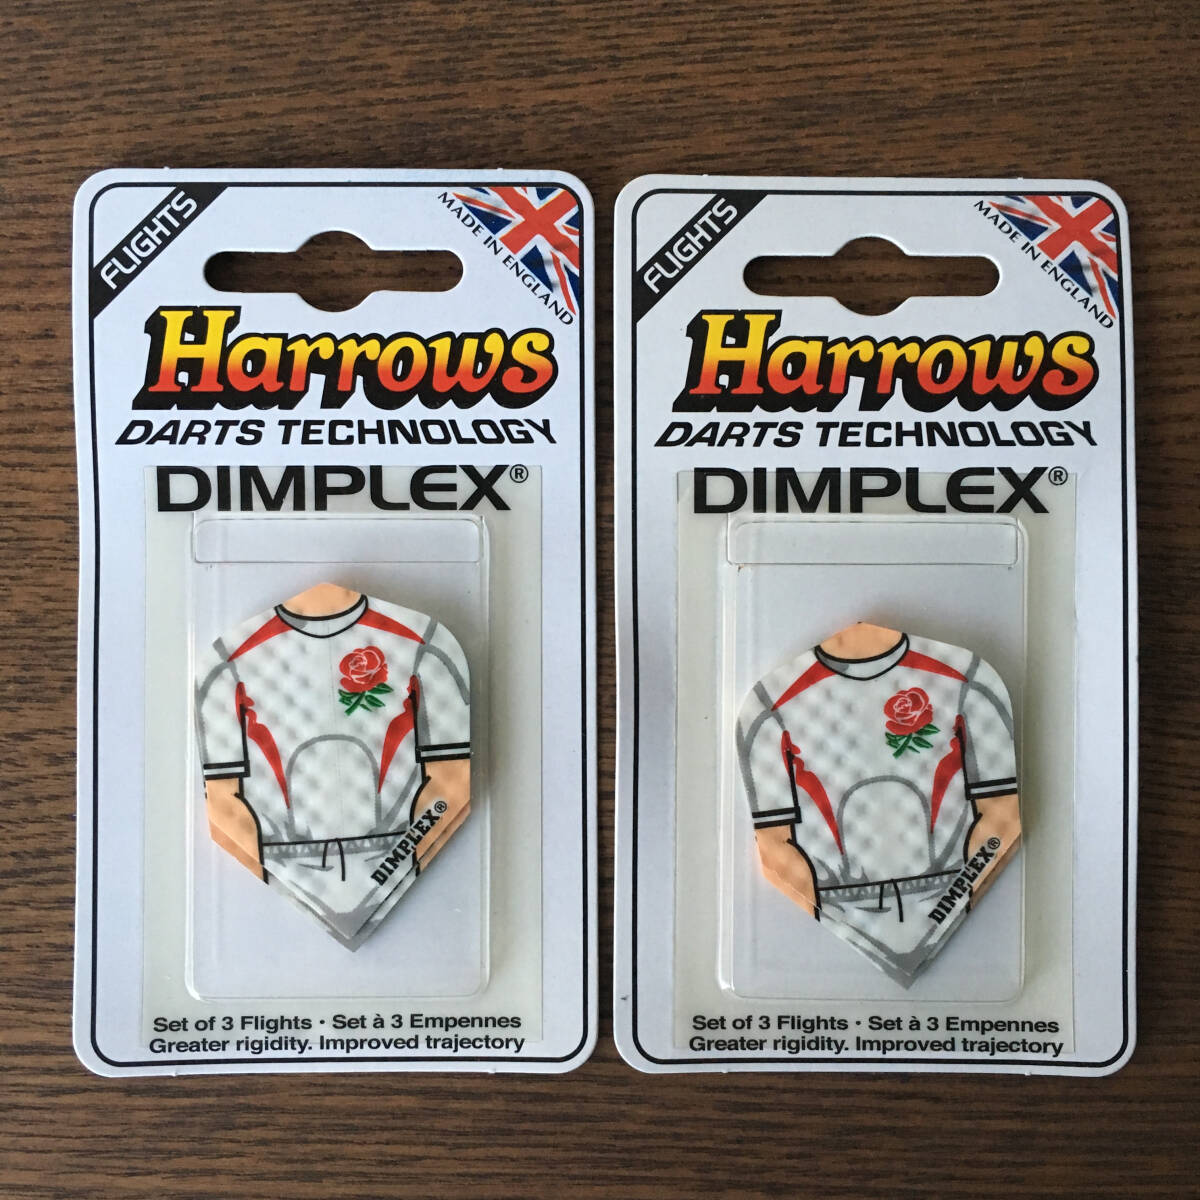 FLIGHTS
MADE IN ENGLAND
Harrows
DARTS TECHNOLOGY
DIMPLEX®
DIMPLEX®
Set of 3 Flights · Set à 3 Empennes
Greater rigidity. Improved trajectory
FLIGHTS
MADE IN ENGLAND
Harrows
DARTS TECHNOLOGY
DIMPLEX®
DIMPLEX®
Set of 3 Flights · Set à 3 Empennes
Greater rigidity. Improved trajectory